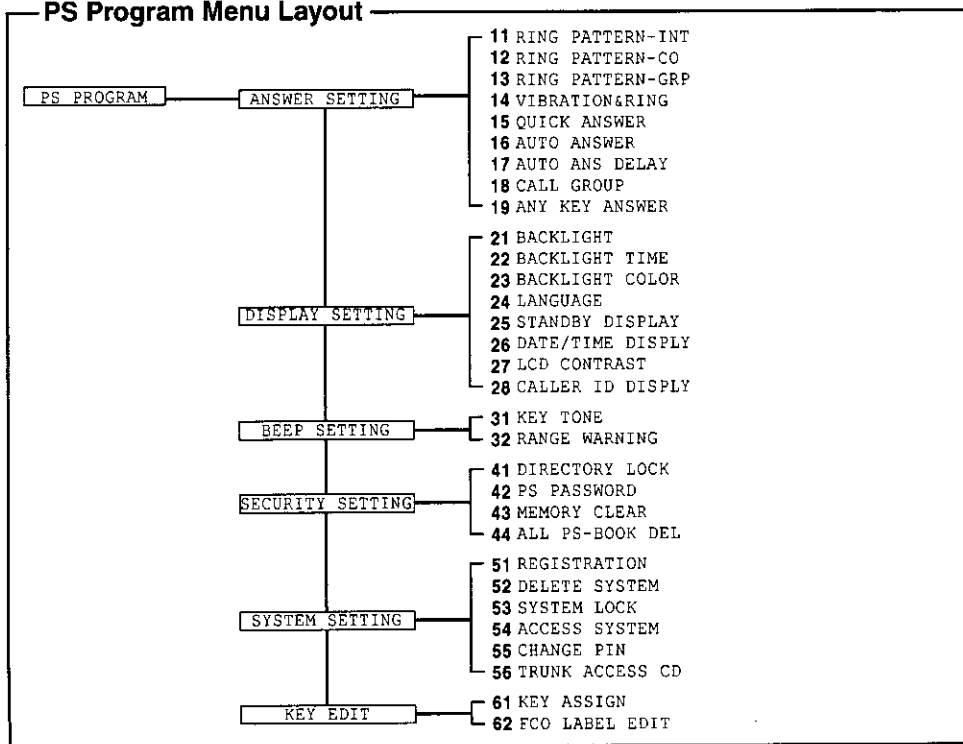 PS Program Menu Layout
PS PROGRAM
ANSWER SETTING
11 RING PATTERN-INT
12 RING PATTERN-CO
13 RING PATTERN-GRP
14 VIBRATION&RING
15 QUICK ANSWER
16 AUTO ANSWER
17 AUTO ANS DELAY
18 CALL GROUP
19 ANY KEY ANSWER
DISPLAY SETTING
21 BACKLIGHT
22 BACKLIGHT TIME
23 BACKLIGHT COLOR
24 LANGUAGE
25 STANDBY DISPLAY
26 DATE/TIME DISPLY
27 LCD CONTRAST
28 CALLER ID DISPLY
BEEP SETTING
31 KEY TONE
32 RANGE WARNING
SECURITY SETTING
41 DIRECTORY LOCK
42 PS PASSWORD
43 MEMORY CLEAR
44 ALL PS-BOOK DEL
SYSTEM SETTING
51 REGISTRATION
52 DELETE SYSTEM
53 SYSTEM LOCK
54 ACCESS SYSTEM
55 CHANGE PIN
56 TRUNK ACCESS CD
KEY EDIT
61 KEY ASSIGN
62 FCO LABEL EDIT